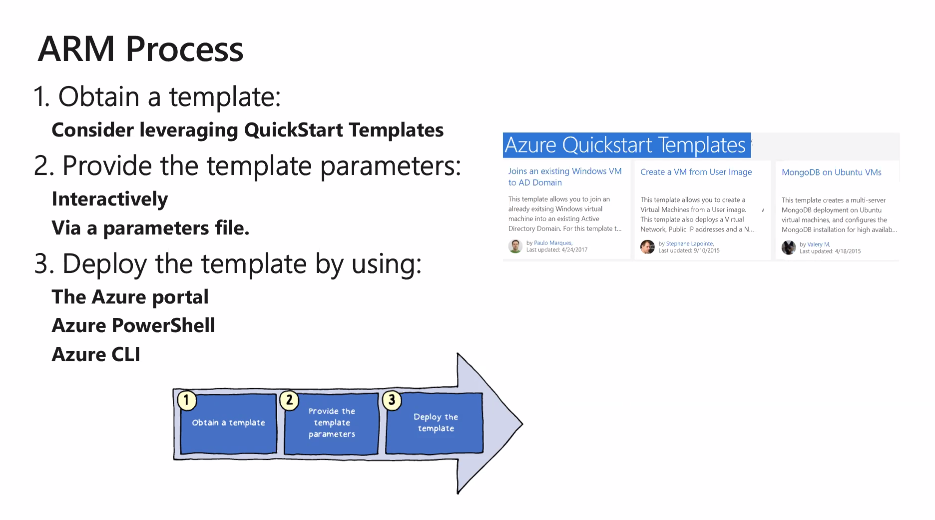 ARM Process
1. Obtain a template:
Consider leveraging QuickStart Templates
2. Provide the template parameters:
Interactively
Via a parameters file.
3. Deploy the template by using:
The Azure portal
Azure PowerShell
Azure CLI
Azure Quickstart Templates
Joins an existing Windows VM
to AD Domain
This template allows you to join an
already exitsing Windows virtual
machine into an existing Active
Directory Domain. For this template t...
by Paulo Marques,
Last updated: 4/24/2017
Create a VM from User Image
This template allows you to create a
Virtual Machines from a User image.
This template also deploys a Virtual
Network, Public IP addresses and a N...
by Stephane Lapointe,
Last updated: 9/16/2015
MongoDB on Ubuntu VMs
This template creates a multi-server
MongoDB deployment on Ubuntu
virtual machines, and configures the
MongoDB installation for high availab...
by Valery M,
Last updated: 4/18/2015
1
Obtain a template
2
Provide the
template
parameters
3
Deploy the
template